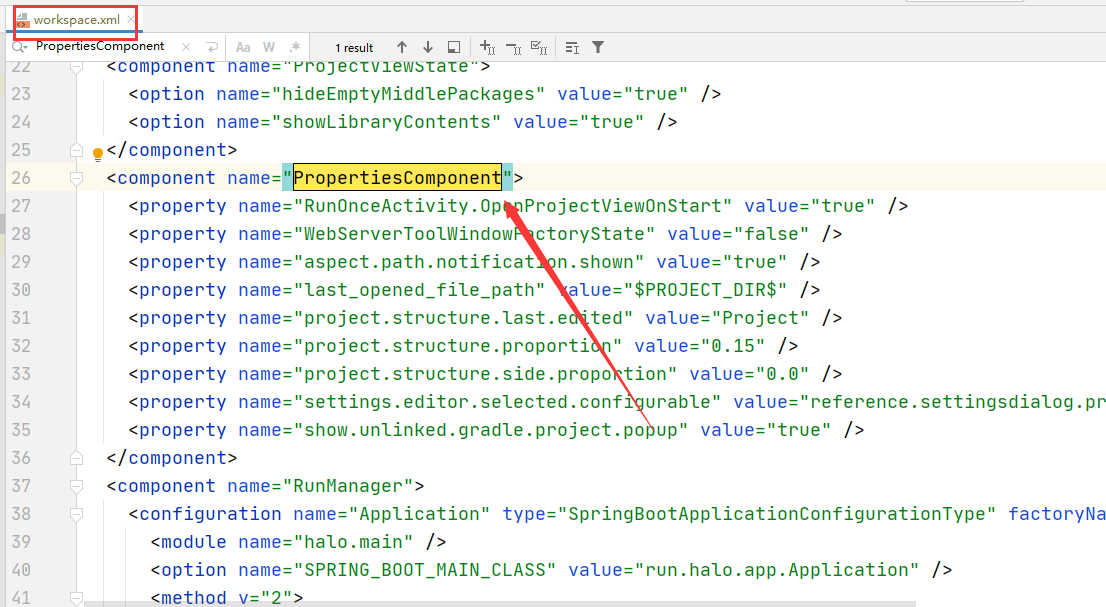 workspace.xml
PropertiesComponent Aa W .* 1 result
22 <component name="ProjectViewState">
23 <option name="hideEmptyMiddlePackages" value="true" />
24 <option name="showLibraryContents" value="true" />
25 </component>
26 <component name="PropertiesComponent">
27 <property name="RunOnceActivity.OpenProjectViewOnStart" value="true" />
28 <property name="WebServerToolWindowFactoryState" value="false" />
29 <property name="aspect.path.notification.shown" value="true" />
30 <property name="last_opened_file_path" value="$PROJECT_DIR$" />
31 <property name="project.structure.last.edited" value="Project" />
32 <property name="project.structure.proportion" value="0.15" />
33 <property name="project.structure.side.proportion" value="0.0" />
34 <property name="settings.editor.selected.configurable" value="reference.settingsdialog.pr
35 <property name="show.unlinked.gradle.project.popup" value="true" />
36 </component>
37 <component name="RunManager">
38 <configuration name="Application" type="SpringBootApplicationConfigurationType" factoryNa
39 <module name="halo.main" />
40 <option name="SPRING_BOOT_MAIN_CLASS" value="run.halo.app.Application" />
41 <method v="2">